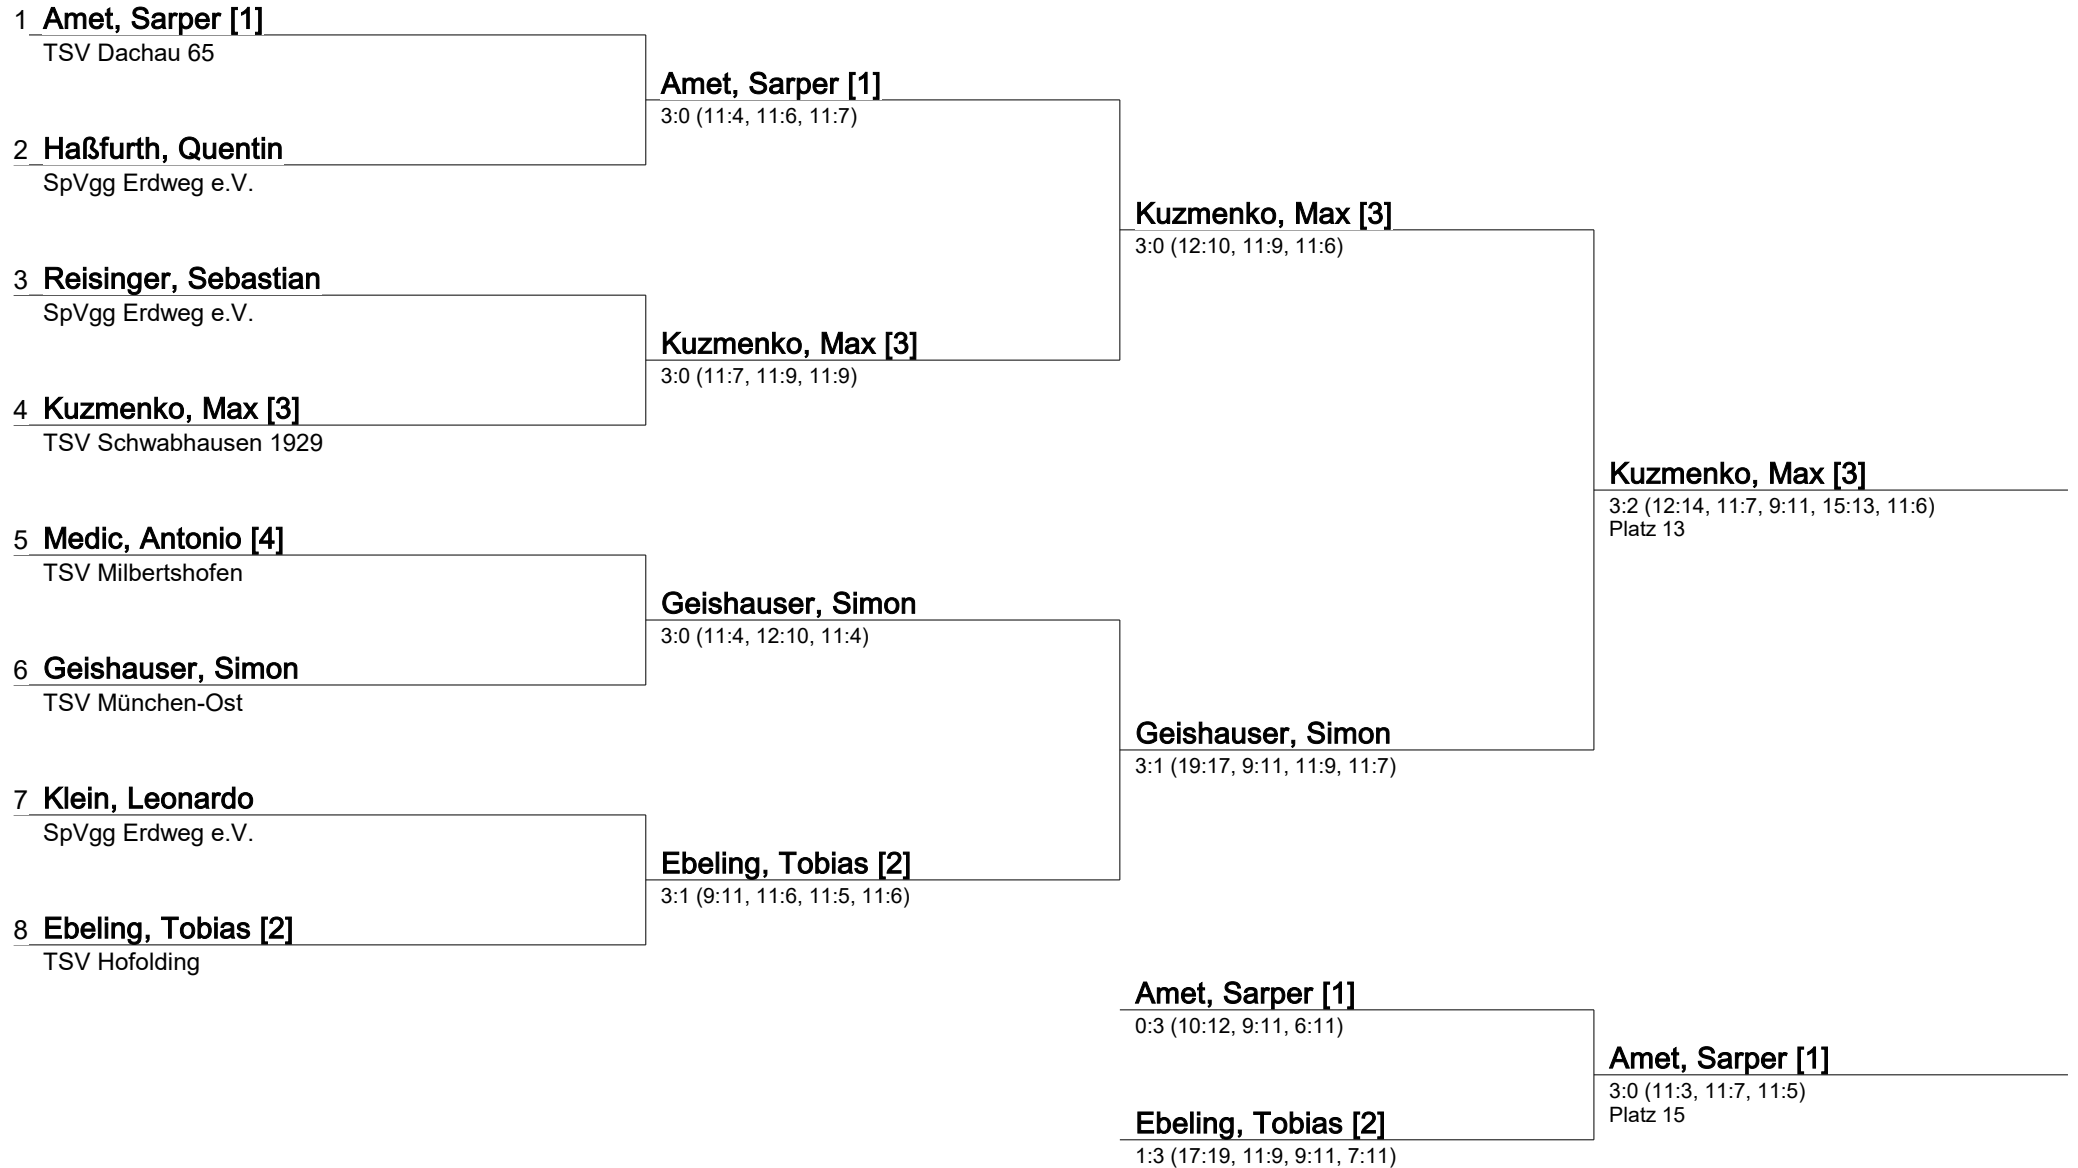 1 Amet, Sarper [1]
TSV Dachau 65
2 Haßfurth, Quentin
SpVgg Erdweg e.V.
3 Reisinger, Sebastian
SpVgg Erdweg e.V.
4 Kuzmenko, Max [3]
TSV Schwabhausen 1929
5 Medic, Antonio [4]
TSV Milbertshofen
6 Geishauser, Simon
TSV München-Ost
7 Klein, Leonardo
SpVgg Erdweg e.V.
8 Ebeling, Tobias [2]
TSV Hofolding
Amet, Sarper [1]
3:0 (11:4, 11:6, 11:7)
Kuzmenko, Max [3]
3:0 (11:7, 11:9, 11:9)
Geishauser, Simon
3:0 (11:4, 12:10, 11:4)
Ebeling, Tobias [2]
3:1 (9:11, 11:6, 11:5, 11:6)
Kuzmenko, Max [3]
3:0 (12:10, 11:9, 11:6)
Geishauser, Simon
3:1 (19:17, 9:11, 11:9, 11:7)
Kuzmenko, Max [3]
3:2 (12:14, 11:7, 9:11, 15:13, 11:6)
Platz 13
Amet, Sarper [1]
0:3 (10:12, 9:11, 6:11)
Ebeling, Tobias [2]
1:3 (17:19, 11:9, 9:11, 7:11)
Amet, Sarper [1]
3:0 (11:3, 11:7, 11:5)
Platz 15